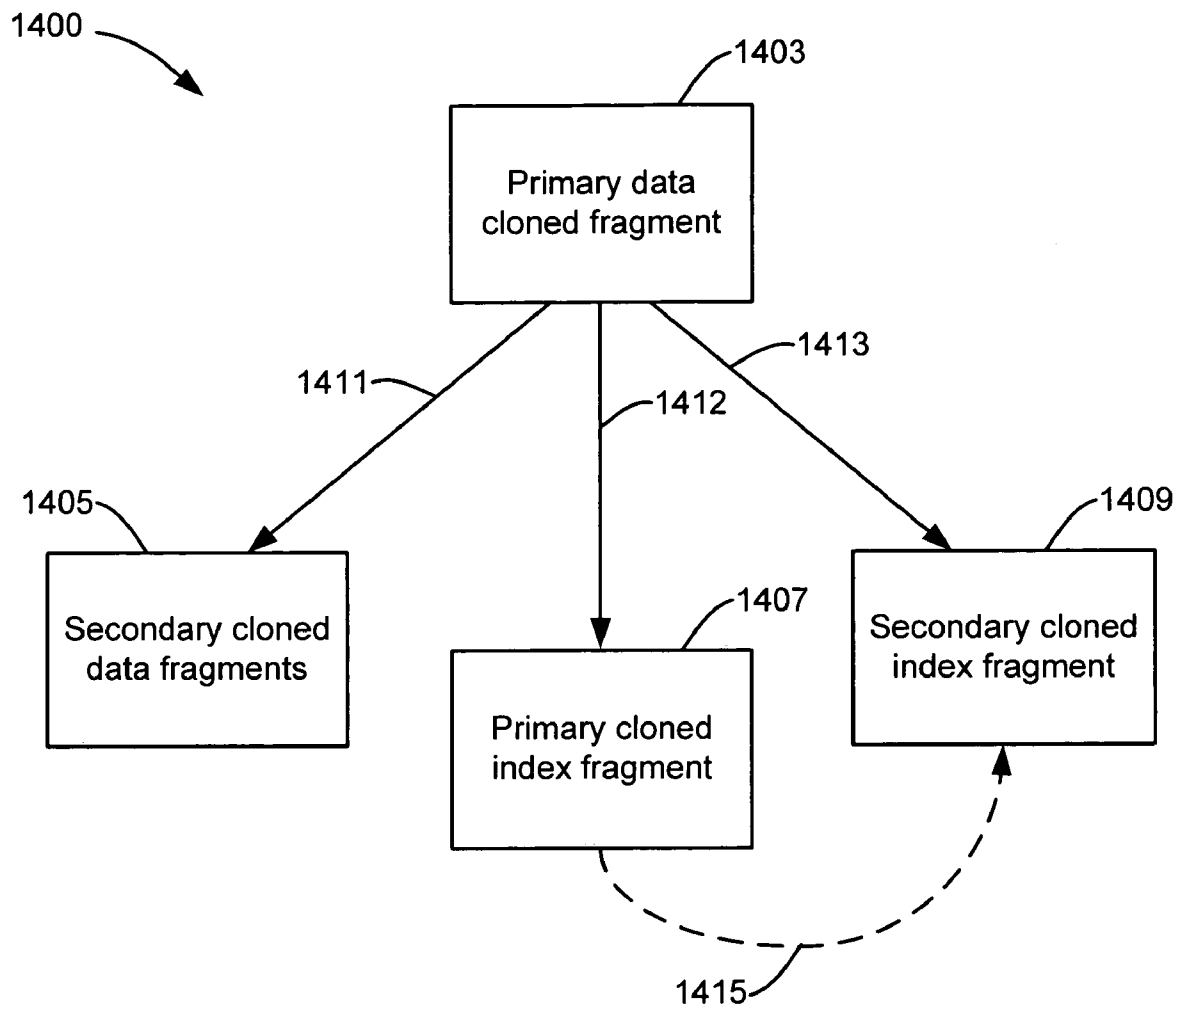 1400
1403
Primary data
cloned fragment
1411
1412
1413
1405
Secondary cloned
data fragments
1407
Primary cloned
index fragment
1409
Secondary cloned
index fragment
1415